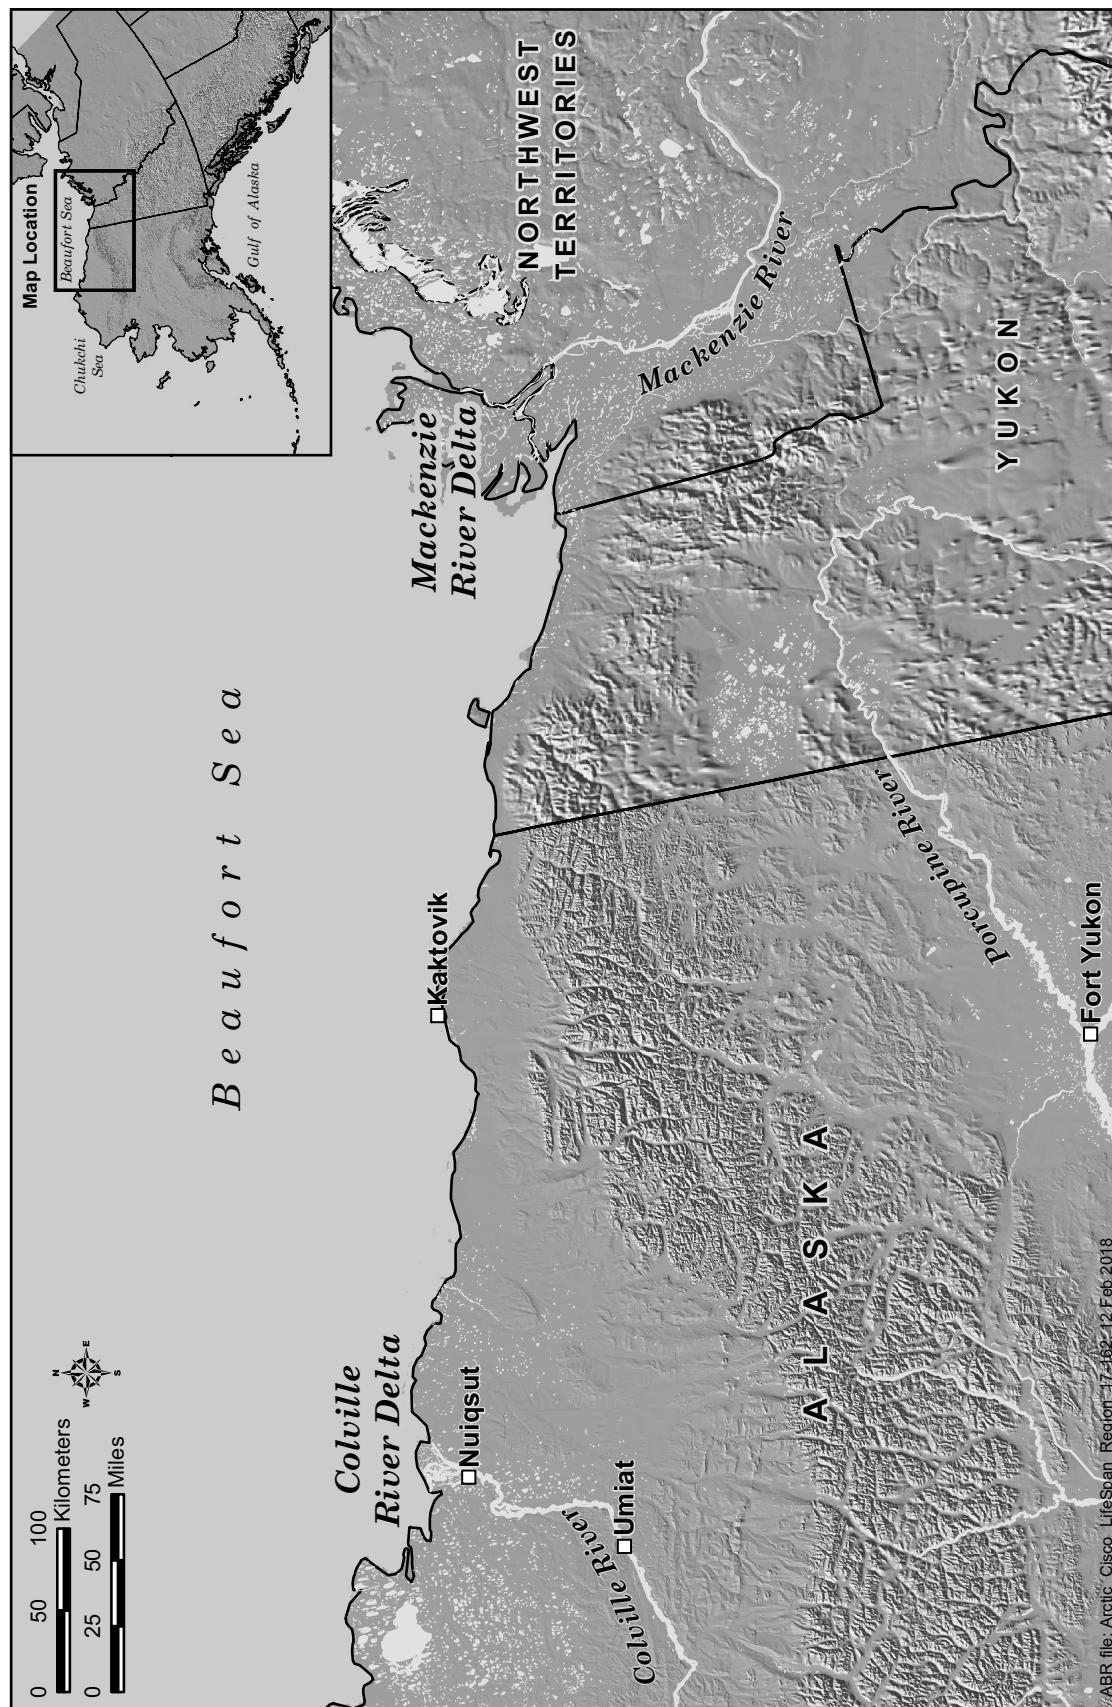 Map Location
Beaufort Sea
Chukchi
Sea
Gulf of Alaska
0 50 100
Kilometers
0 25 50 75
Miles
N
W E
S
Beaufort Sea
Colville
River Delta
Nuiqsut
Umiat
Colville River
Kaktovik
Mackenzie
River Delta
Mackenzie River
NORTHWEST
TERRITORIES
YUKON
ALASKA
Porcupine River
Fort Yukon
ABR file: Arctic_Cisco_LifeSpan_Region_17-162; 12 Feb 2018